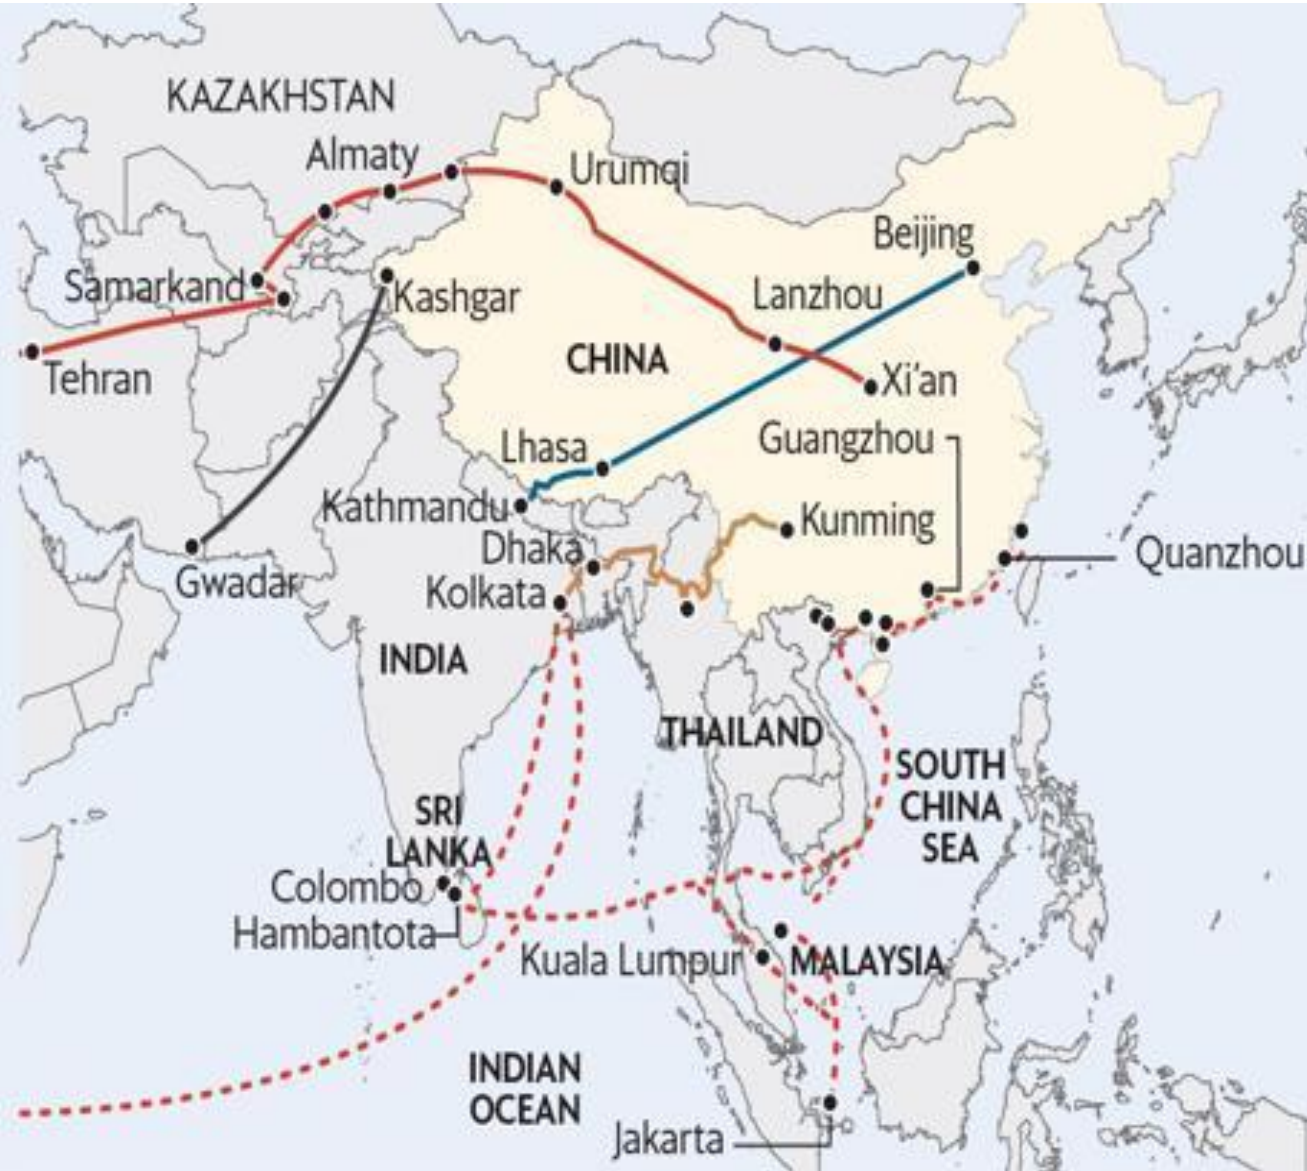 KAZAKHSTAN
Almaty
Urumqi
Beijing
Samarkand
Kashgar
Lanzhou
Tehran
CHINA
Xi'an
Guangzhou
Lhasa
Kathmandu
Kunming
Dhaka
Quanzhou
Gwadar
Kolkata
INDIA
THAILAND
SOUTH
CHINA
SEA
SRI
LANKA
Colombo
Hambantota
Kuala Lumpur
MALAYSIA
INDIAN
OCEAN
Jakarta